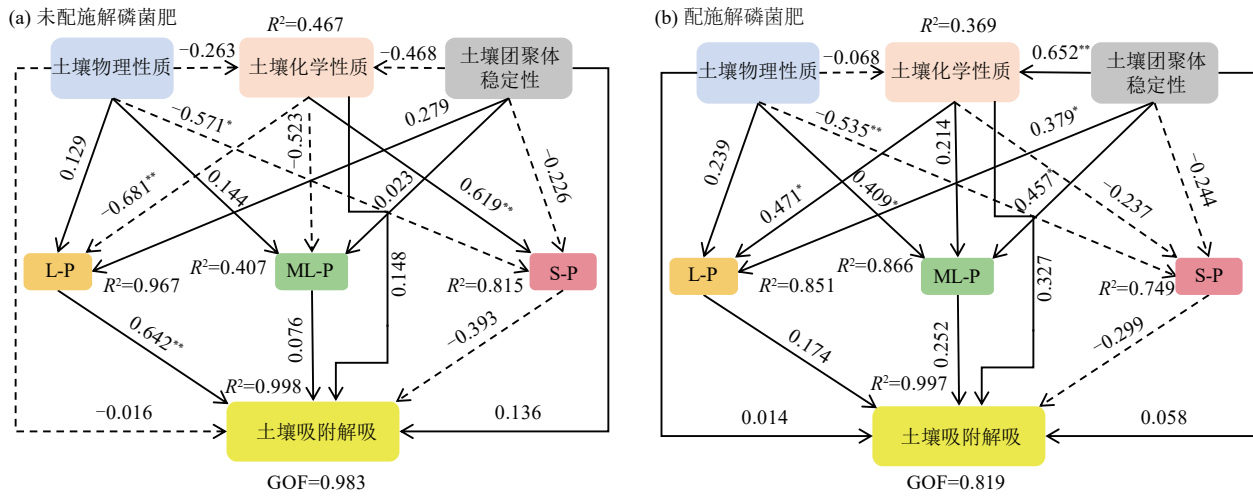 (a) 未配施解磷菌肥
R²=0.467
土壤物理性质
−0.263
土壤化学性质
−0.468
土壤团聚体
稳定性
0.129
−0.571*
−0.681**
0.144
−0.523
0.279
0.023
0.619**
−0.226
L-P
R²=0.967
R²=0.407
ML-P
0.148
R²=0.815
S-P
0.642**
0.076
−0.393
R²=0.998
−0.016
土壤吸附解吸
0.136
GOF=0.983
(b) 配施解磷菌肥
R²=0.369
土壤物理性质
−0.068
土壤化学性质
0.652**
土壤团聚体
稳定性
0.239
−0.535**
0.471*
0.409*
0.214
0.379*
0.457*
−0.237
−0.244
L-P
R²=0.851
R²=0.866
ML-P
0.327
R²=0.749
S-P
0.174
0.252
−0.299
R²=0.997
0.014
土壤吸附解吸
0.058
GOF=0.819